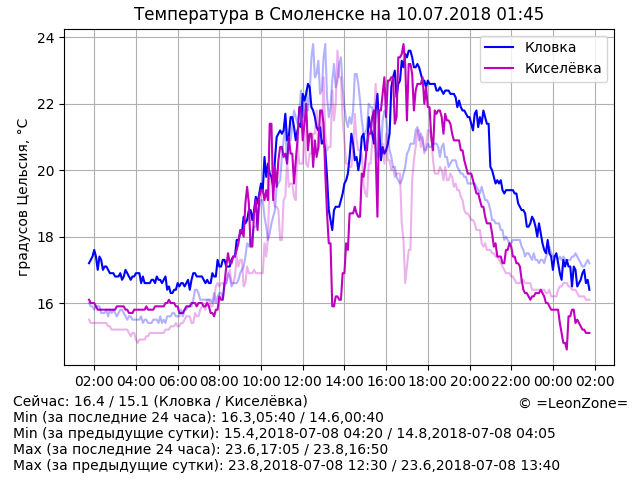 Температура в Смоленске на 10.07.2018 01:45
градусов Цельсия, °C
24
22
20
18
16
Кловка
Киселёвка
02:00 04:00 06:00 08:00 10:00 12:00 14:00 16:00 18:00 20:00 22:00 00:00 02:00
Сейчас: 16.4 / 15.1 (Кловка / Киселёвка)
© =LeonZone=
Min (за последние 24 часа): 16.3,05:40 / 14.6,00:40
Min (за предыдущие сутки): 15.4,2018-07-08 04:20 / 14.8,2018-07-08 04:05
Max (за последние 24 часа): 23.6,17:05 / 23.8,16:50
Max (за предыдущие сутки): 23.8,2018-07-08 12:30 / 23.6,2018-07-08 13:40